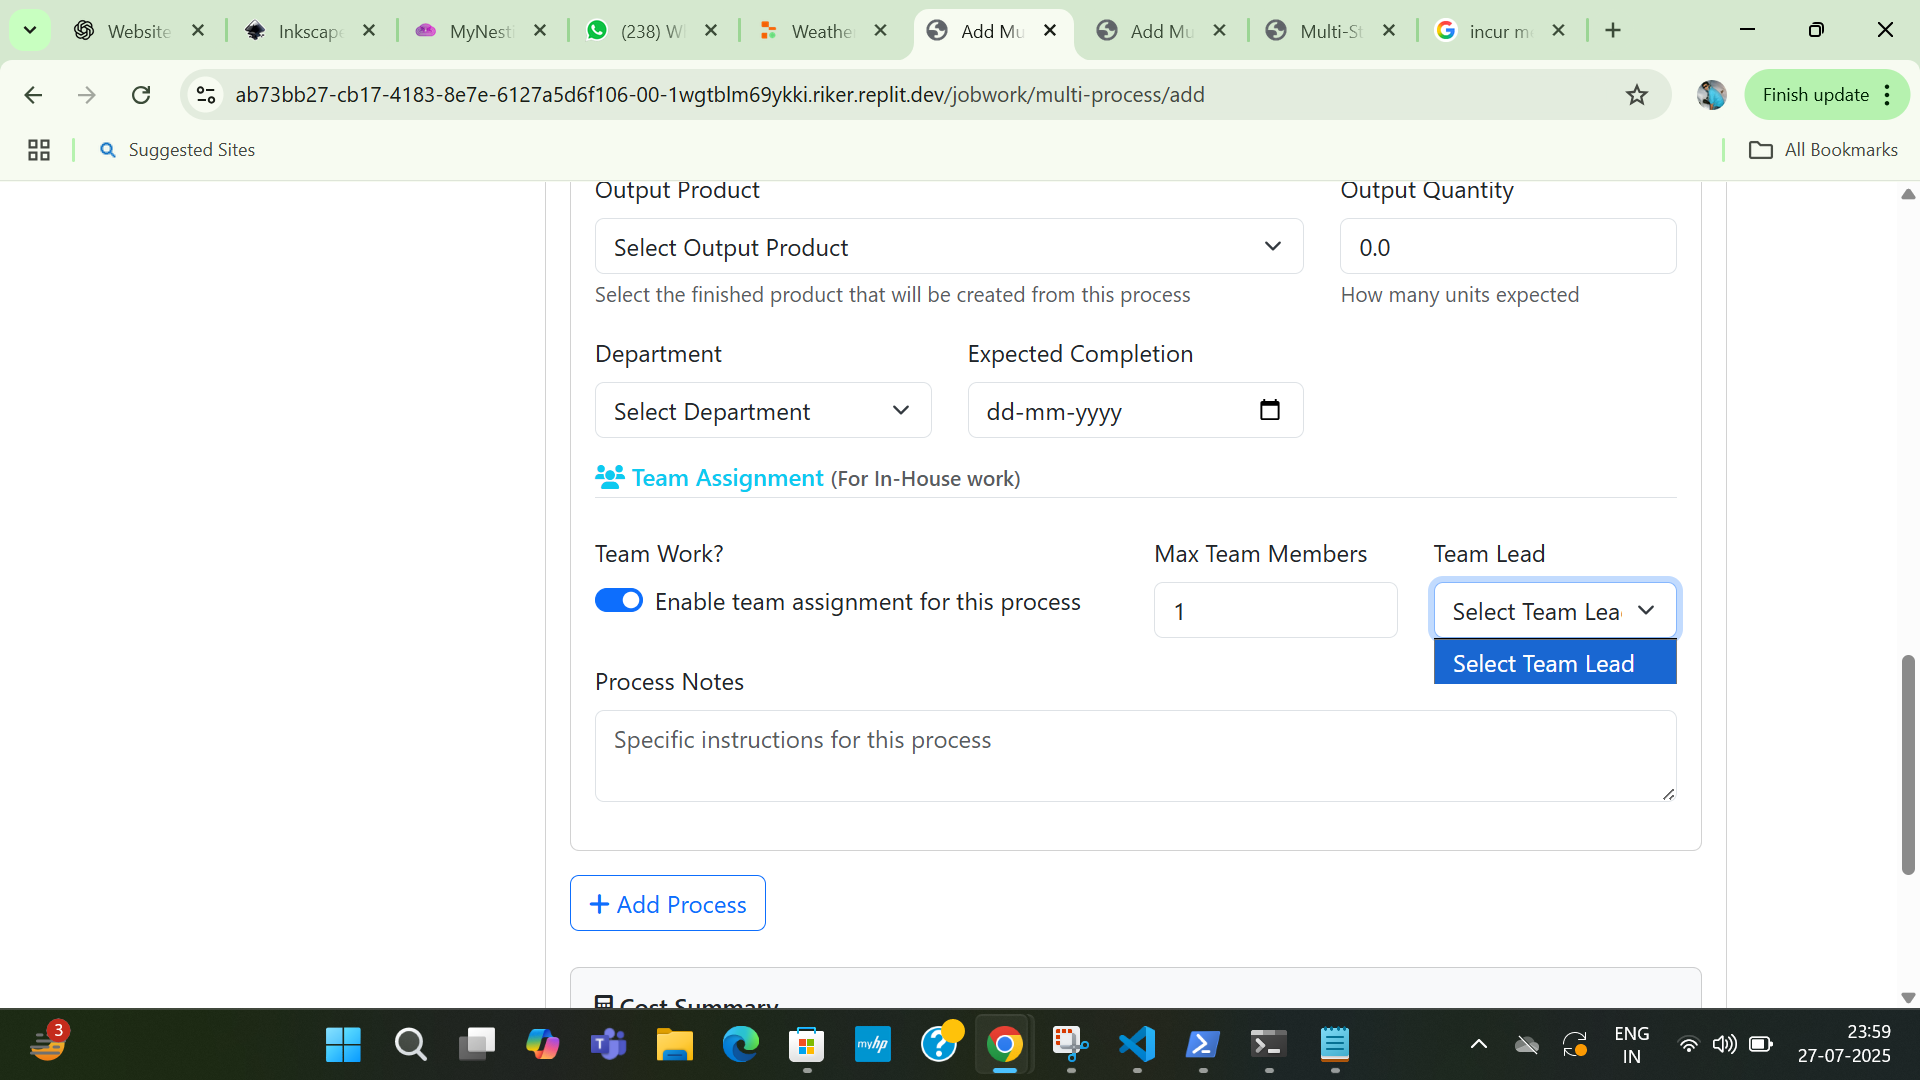 Website
Inkscape
MyNesti
(238) W
Weather
Add Mu
Add Mu
Multi-St
incur m
ab73bb27-cb17-4183-8e7e-6127a5d6f106-00-1wgtblm69ykki.riker.replit.dev/jobwork/multi-process/add
Finish update
Suggested Sites
All Bookmarks
Output Product
Output Quantity
Select Output Product
0.0
Select the finished product that will be created from this process
How many units expected
Department
Expected Completion
Select Department
dd-mm-yyyy
Team Assignment (For In-House work)
Team Work?
Max Team Members
Team Lead
Enable team assignment for this process
1
Select Team Lea
Select Team Lead
Process Notes
Specific instructions for this process
+ Add Process
Cost Summary
3
myhp
ENG
IN
23:59
27-07-2025